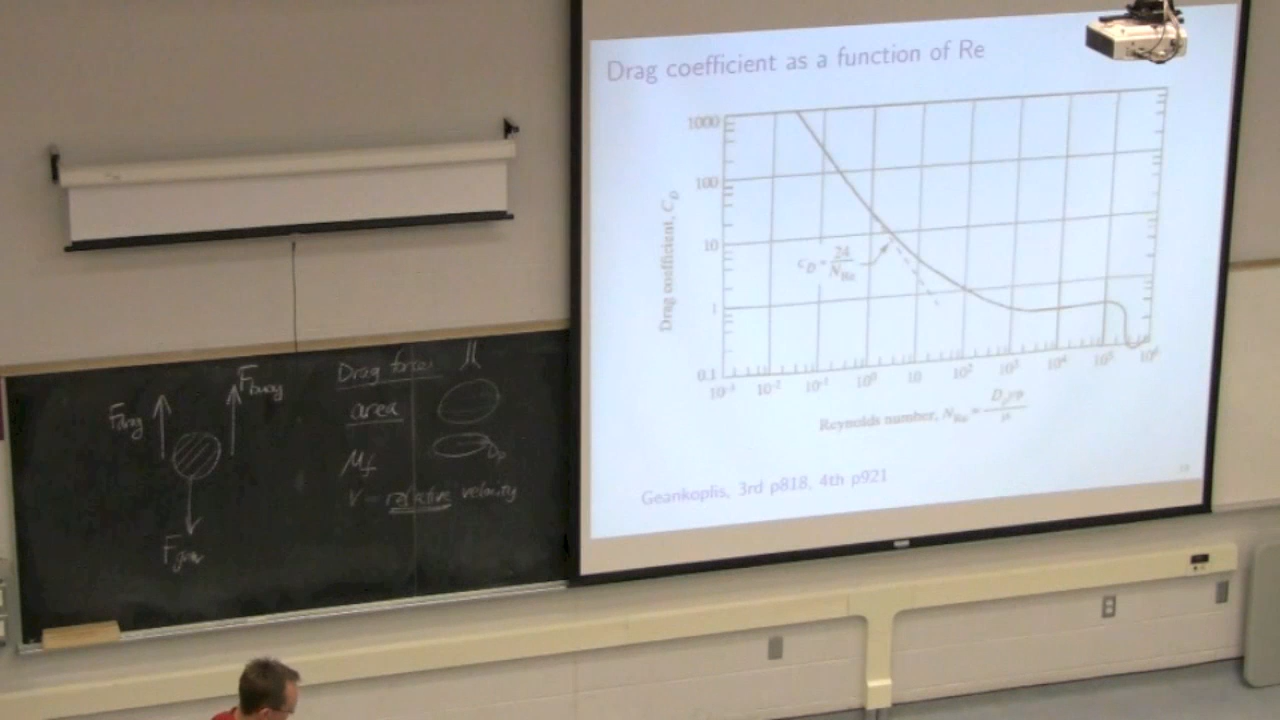 Drag coefficient as a function of Re
1000
100
10
1
0.1
Drag coefficient, C_D
C_D = 24/N_Re
10⁻³ 10⁻² 10⁻¹ 10⁰ 10 10² 10³ 10⁴ 10⁵ 10⁶
Reynolds number, N_Re = D_p vρ/μ
Geankoplis, 3rd p818, 4th p921
F_drag
F_buoy
F_grav
Drag force:
area
D_p
M_f
V - relative velocity